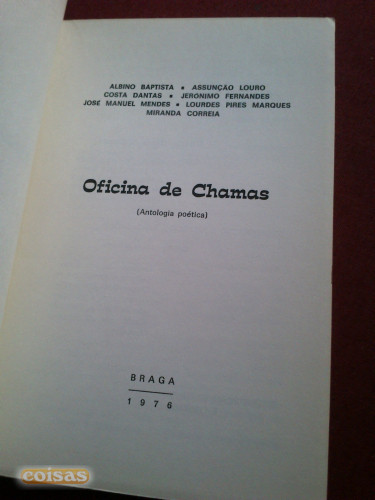 ALBINO BAPTISTA • ASSUNÇÃO LOURO
COSTA DANTAS • JERONIMO FERNANDES
JOSÉ MANUEL MENDES • LOURDES PIRES MARQUES
MIRANDA CORREIA
Oficina de Chamas
(Antologia poética)
BRAGA
1976
coisas